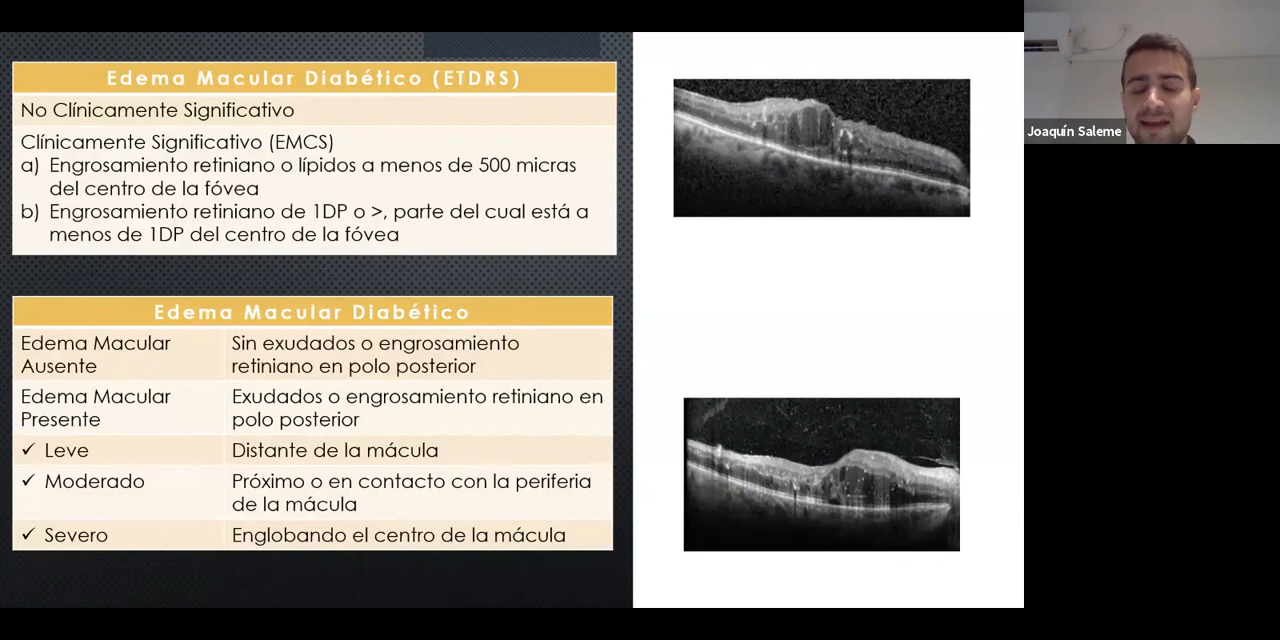 Edema Macular Diabético (ETDRS)
No Clínicamente Significativo
Clínicamente Significativo (EMCS)
a) Engrosamiento retiniano o lípidos a menos de 500 micras
del centro de la fóvea
b) Engrosamiento retiniano de 1DP o >, parte del cual está a
menos de 1DP del centro de la fóvea
Edema Macular Diabético
Edema Macular
Ausente
Sin exudados o engrosamiento
retiniano en polo posterior
Edema Macular
Presente
Exudados o engrosamiento retiniano en
polo posterior
✓ Leve
Distante de la mácula
✓ Moderado
Próximo o en contacto con la periferia
de la mácula
✓ Severo
Englobando el centro de la mácula
Joaquín Saleme